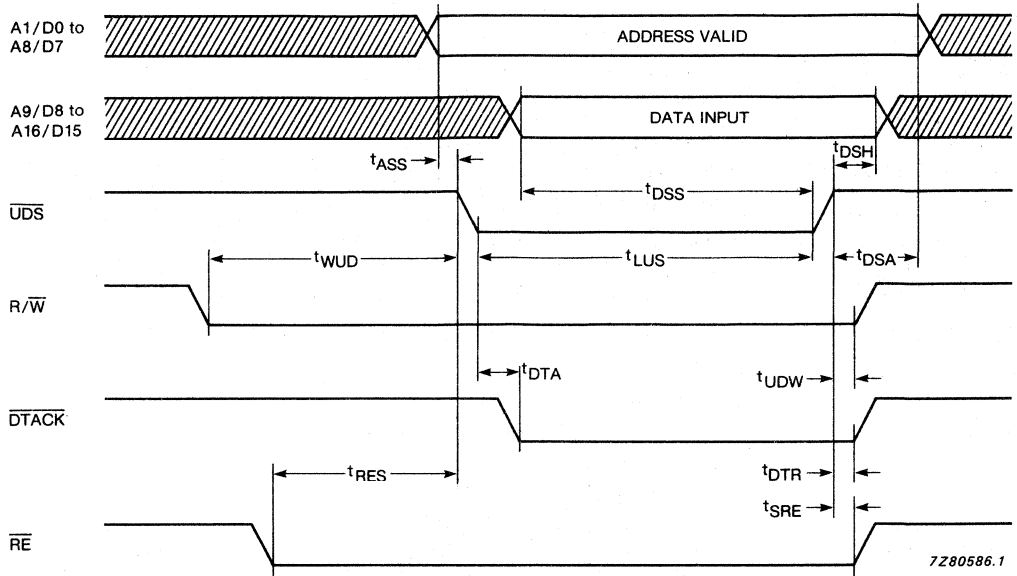 A1/D0 to
A8/D7
ADDRESS VALID
A9/D8 to
A16/D15
DATA INPUT
tASS
tDSH
UDS
tDSS
tWUD
tLUS
tDSA
R/W
tDTA
tUDW
DTACK
tRES
tDTR
tSRE
RE
7Z80586.1